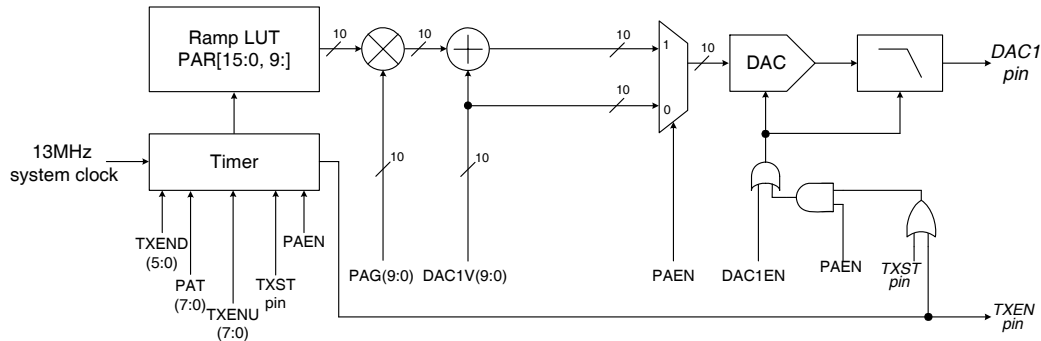 Ramp LUT
PAR[15:0, 9:]
10
10
10
10
1
0
10
10
10
DAC
DAC1
pin
13MHz
system clock
Timer
TXEND
(5:0)
PAT
(7:0)
TXENU
(7:0)
TXST
pin
PAEN
PAG(9:0)
DAC1V(9:0)
PAEN
DAC1EN
PAEN
TXST
pin
TXEN
pin